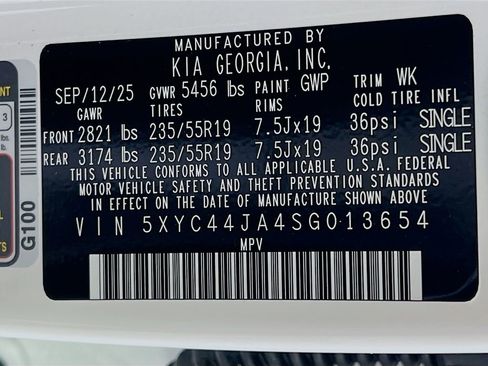 MANUFACTURED BY
KIA GEORGIA, INC.
SEP/12/25 GVWR 5456 lbs PAINT GWP TRIM WK
GAWR TIRES RIMS COLD TIRE INFL
FRONT 2821 lbs 235/55R19 7.5Jx19 36psi SINGLE
REAR 3174 lbs 235/55R19 7.5Jx19 36psi SINGLE
THIS VEHICLE CONFORMS TO ALL APPLICABLE U.S.A. FEDERAL
MOTOR VEHICLE SAFETY AND THEFT PREVENTION STANDARDS
IN EFFECT ON THE DATE OF MANUFACTURE SHOWN ABOVE.
VIN 5XYC44JA4SG013654
MPV
G100
3
lbs.